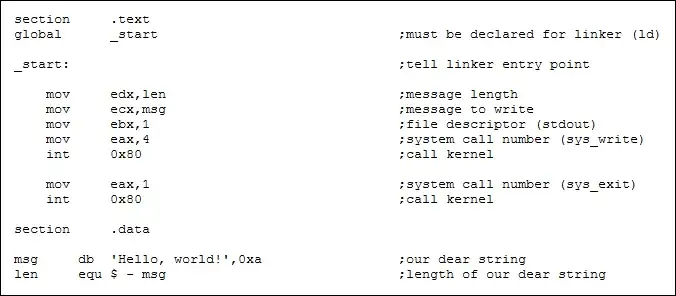 section .text
global _start ;must be declared for linker (ld)
_start: ;tell linker entry point
mov edx,len ;message length
mov ecx,msg ;message to write
mov ebx,1 ;file descriptor (stdout)
mov eax,4 ;system call number (sys_write)
int 0x80 ;call kernel
mov eax,1 ;system call number (sys_exit)
int 0x80 ;call kernel
section .data
msg db 'Hello, world!',0xa ;our dear string
len equ $ - msg ;length of our dear string